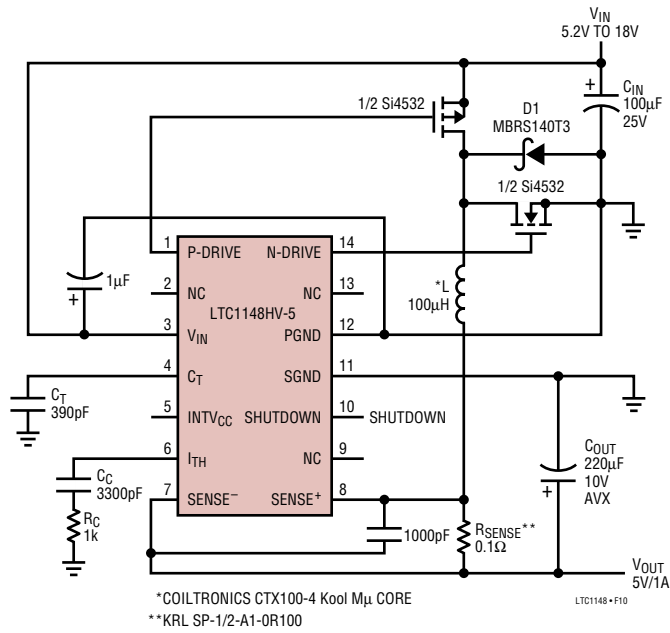 VIN
5.2V TO 18V
+
CIN
100µF
25V
1/2 Si4532
D1
MBRS140T3
1/2 Si4532
1µF
+
1
P-DRIVE
N-DRIVE
14
2
NC
NC
13
LTC1148HV-5
3
VIN
PGND
12
4
CT
SGND
11
5
INTVCC
SHUTDOWN
10
SHUTDOWN
6
ITH
NC
9
7
SENSE–
SENSE+
8
*L
100µH
CT
390pF
CC
3300pF
RC
1k
1000pF
RSENSE**
0.1Ω
COUT
220µF
10V
AVX
+
VOUT
5V/1A
*COILTRONICS CTX100-4 Kool Mµ CORE
**KRL SP-1/2-A1-0R100
LTC1148 • F10